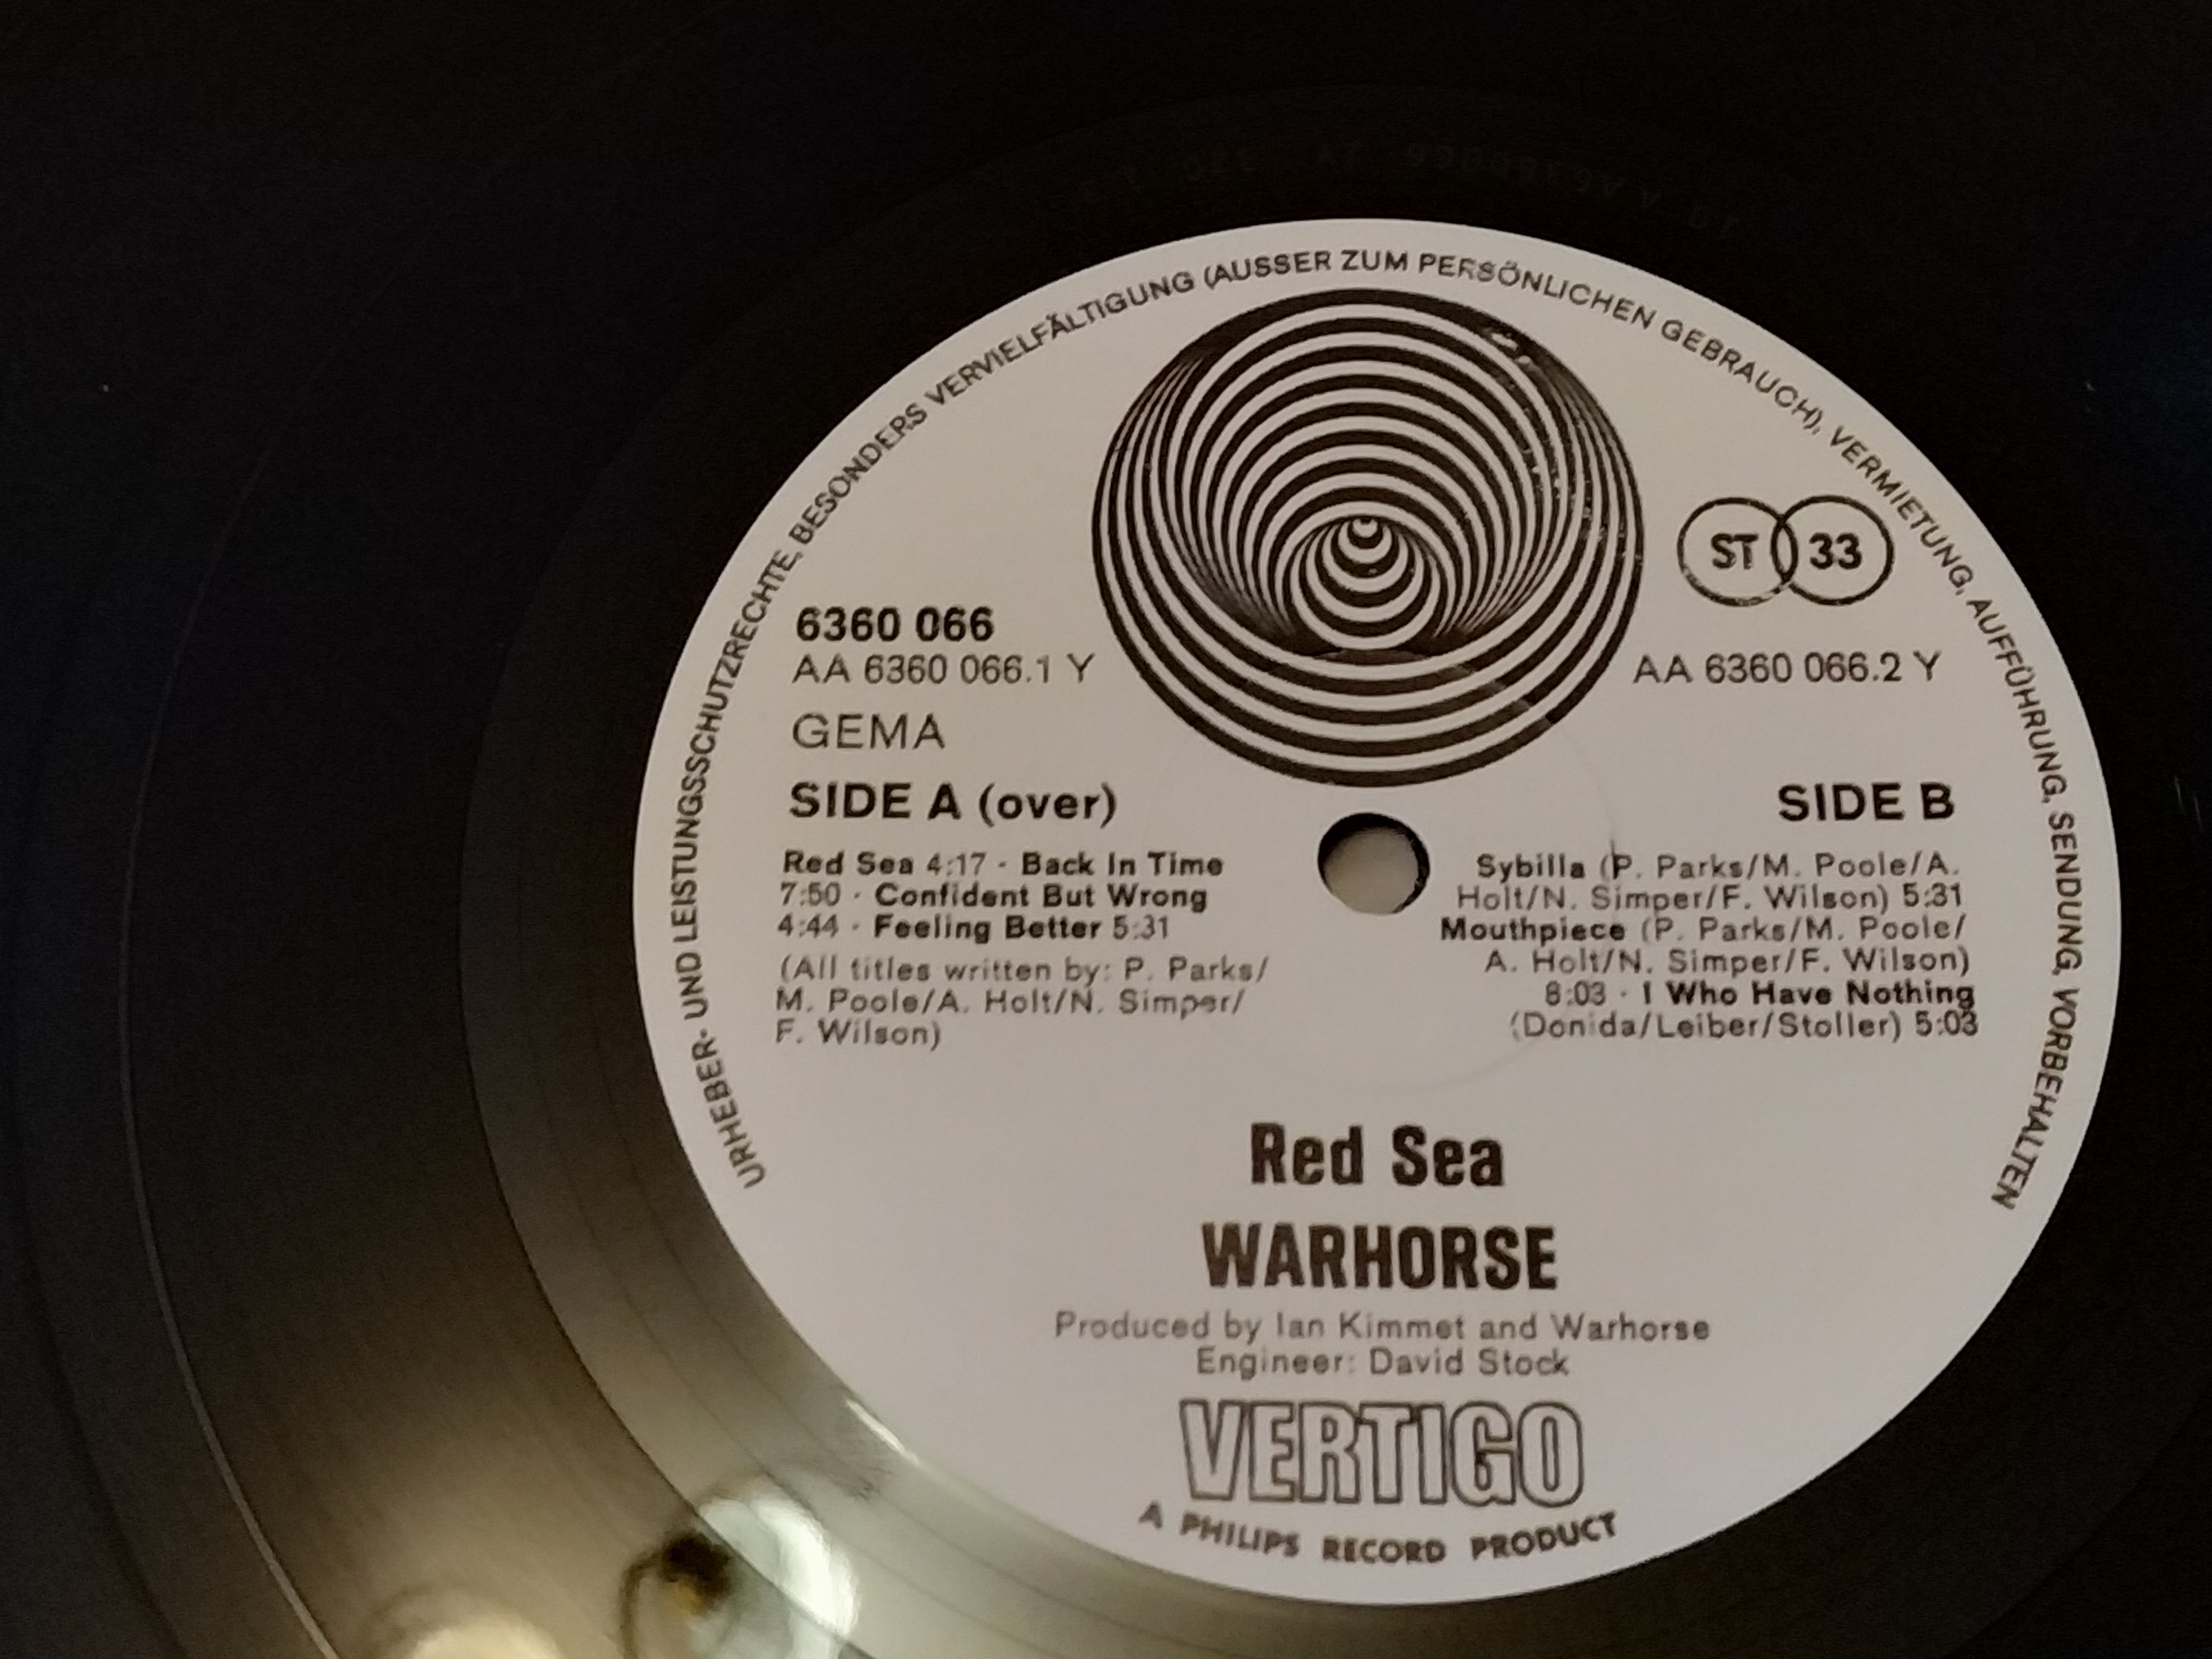 URHEBER- UND LEISTUNGSSCHUTZRECHTE, BESONDERS VERVIELFÄLTIGUNG (AUSSER ZUM PERSÖNLICHEN GEBRAUCH), VERMIETUNG, AUFFÜHRUNG, SENDUNG, VORBEHALTEN
ST 33
6360 066
AA 6360 066.1 Y
AA 6360 066.2 Y
GEMA
SIDE A (over)
Red Sea 4:17 · Back In Time
7:50 · Confident But Wrong
4:44 · Feeling Better 5:31
(All titles written by: P. Parks/
M. Poole/A. Holt/N. Simper/
F. Wilson)
SIDE B
Sybilla (P. Parks/M. Poole/A.
Holt/N. Simper/F. Wilson) 5:31
Mouthpiece (P. Parks/M. Poole/
A. Holt/N. Simper/F. Wilson)
8:03 · I Who Have Nothing
(Donida/Leiber/Stoller) 5:03
Red Sea
WARHORSE
Produced by Ian Kimmet and Warhorse
Engineer: David Stock
VERTIGO
A PHILIPS RECORD PRODUCT